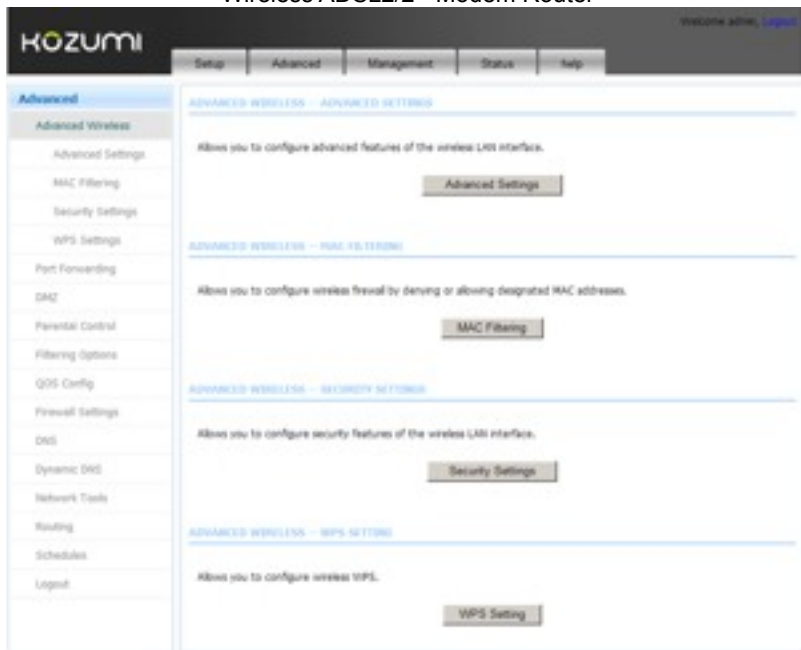 Wireless ADSL2/2+ Modem Router
KOZUMI
Welcome admin, Logout
Setup Advanced Management Status help
Advanced
Advanced Wireless
Advanced Settings
MAC Filtering
Security Settings
WPS Settings
Port Forwarding
DMZ
Parental Control
Filtering Options
QOS Config
Firewall Settings
DNS
Dynamic DNS
Network Tools
Routing
Schedules
Logout
ADVANCED WIRELESS -- ADVANCED SETTINGS
Allows you to configure advanced features of the wireless LAN interface.
Advanced Settings
ADVANCED WIRELESS -- MAC FILTERING
Allows you to configure wireless firewall by denying or allowing designated MAC addresses.
MAC Filtering
ADVANCED WIRELESS -- SECURITY SETTINGS
Allows you to configure security features of the wireless LAN interface.
Security Settings
ADVANCED WIRELESS -- WPS SETTING
Allows you to configure wireless WPS.
WPS Setting